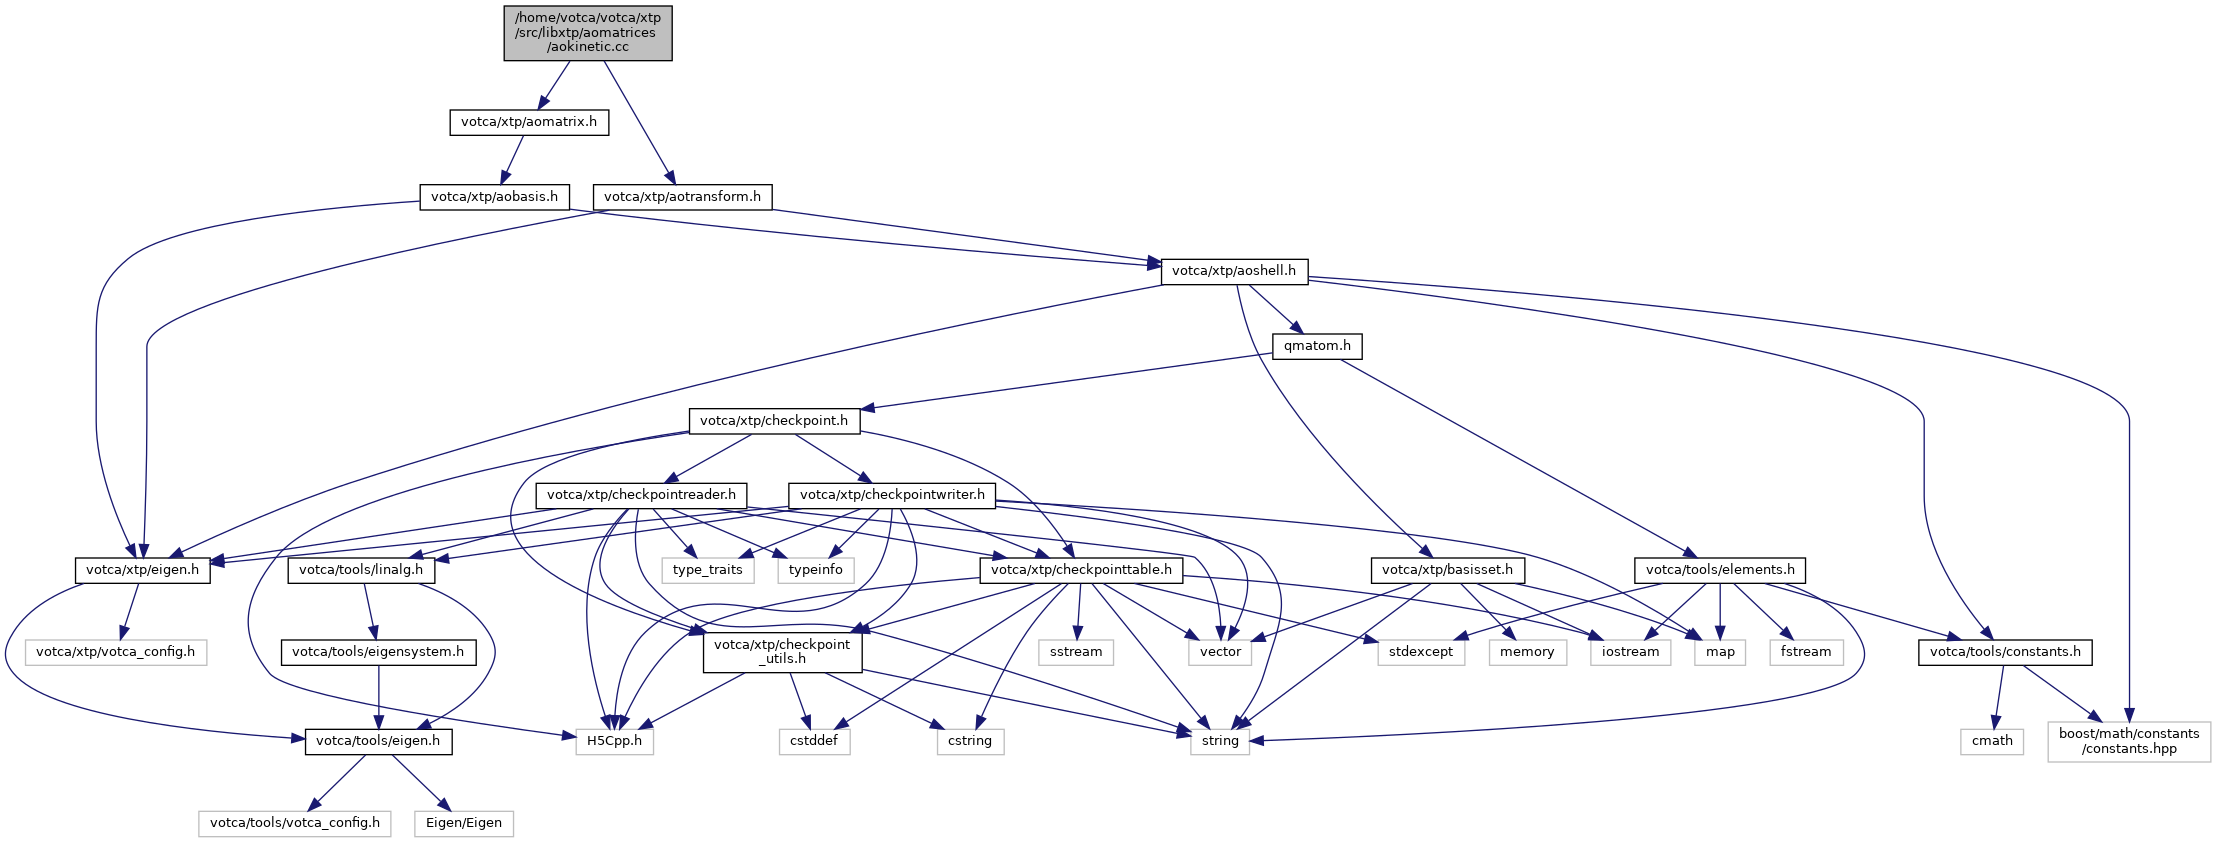 /home/votca/votca/xtp
/src/libxtp/aomatrices
/aokinetic.cc
votca/xtp/aomatrix.h
votca/xtp/aobasis.h
votca/xtp/aotransform.h
votca/xtp/aoshell.h
qmatom.h
votca/xtp/checkpoint.h
votca/xtp/checkpointreader.h
votca/xtp/checkpointwriter.h
votca/xtp/eigen.h
votca/tools/linalg.h
type_traits
typeinfo
votca/xtp/checkpointtable.h
votca/xtp/basisset.h
votca/tools/elements.h
votca/xtp/votca_config.h
votca/tools/eigensystem.h
votca/xtp/checkpoint
_utils.h
sstream
vector
stdexcept
memory
iostream
map
fstream
votca/tools/constants.h
votca/tools/eigen.h
H5Cpp.h
cstddef
cstring
string
cmath
boost/math/constants
/constants.hpp
votca/tools/votca_config.h
Eigen/Eigen